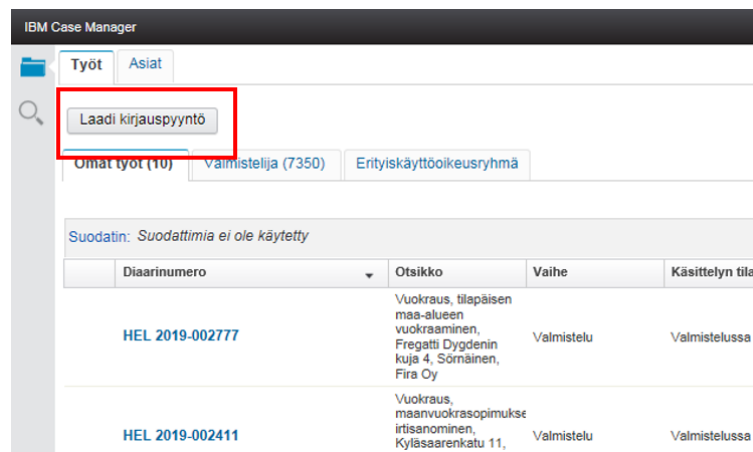 IBM Case Manager
Työt Asiat
Laadi kirjauspyyntö
Omat työt (10) Valmistelija (7350) Erityiskäyttöoikeusryhmä
Suodatin: Suodattimia ei ole käytetty
Diaarinumero Otsikko Vaihe Käsittelyn tila
HEL 2019-002777 Valmistelu Valmistelussa
Vuokraus, tilapäisen
maa-alueen
vuokraaminen,
Fregatti Dygdenin
kuja 4, Sörnäinen,
Fira Oy
HEL 2019-002411 Valmistelu Valmistelussa
Vuokraus,
maanvuokrasopimukse
irtisanominen,
Kyläsaarenkatu 11,